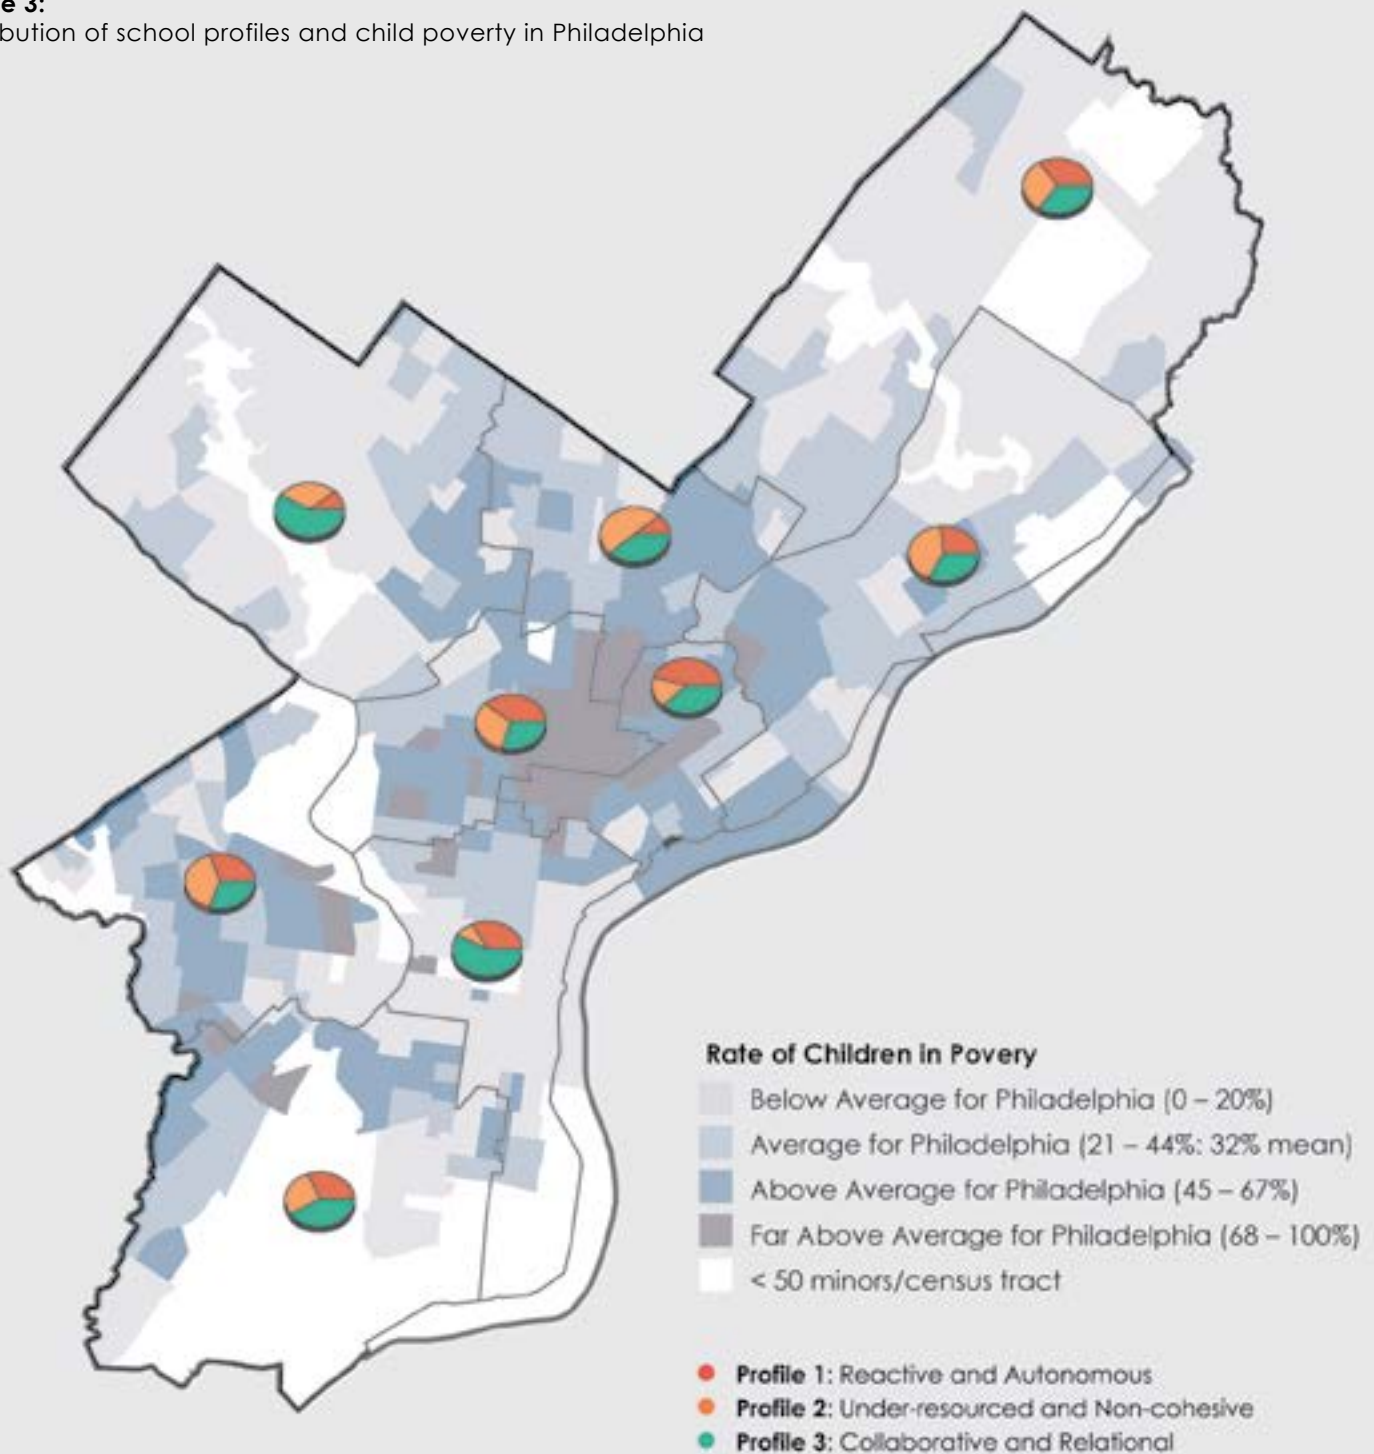 e 3:
bution of school profiles and child poverty in Philadelphia
Rate of Children in Povery
Below Average for Philadelphia (0 – 20%)
Average for Philadelphia (21 – 44%: 32% mean)
Above Average for Philadelphia (45 – 67%)
Far Above Average for Philadelphia (68 – 100%)
< 50 minors/census tract
Profile 1: Reactive and Autonomous
Profile 2: Under-resourced and Non-cohesive
Profile 3: Collaborative and Relational